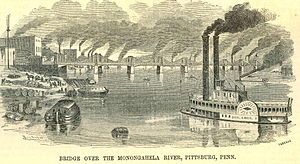 BRIDGE OVER THE MONONGAHELA RIVER, PITTSBURG, PENN.